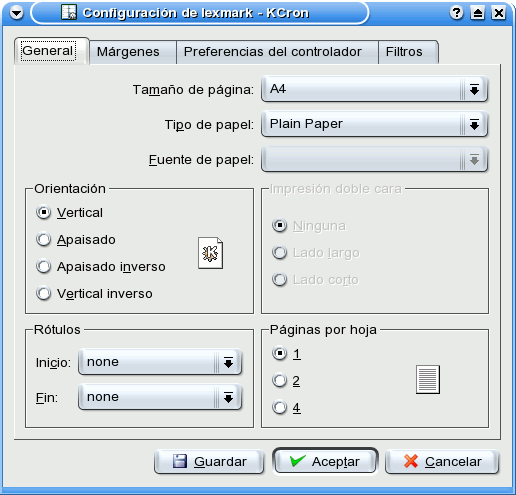 Configuración de lexmark - KCron
General Márgenes Preferencias del controlador Filtros
Tamaño de página: A4
Tipo de papel: Plain Paper
Fuente de papel:
Orientación
Vertical
Apaisado
Apaisado inverso
Vertical inverso
Impresión doble cara
Ninguna
Lado largo
Lado corto
Rótulos
Inicio: none
Fin: none
Páginas por hoja
1
2
4
Guardar Aceptar Cancelar